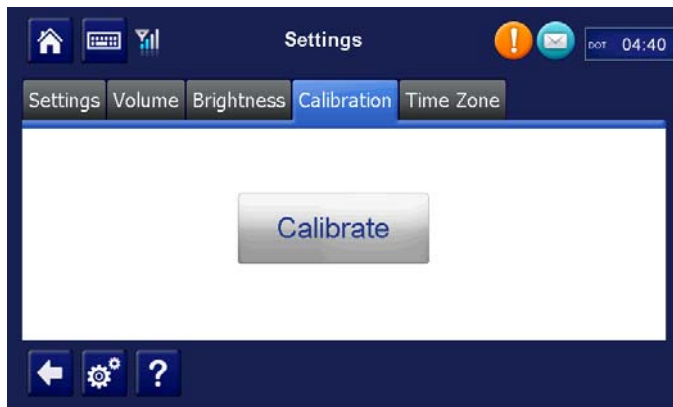 Settings
DOT 04:40
Settings Volume Brightness Calibration Time Zone
Calibrate
?